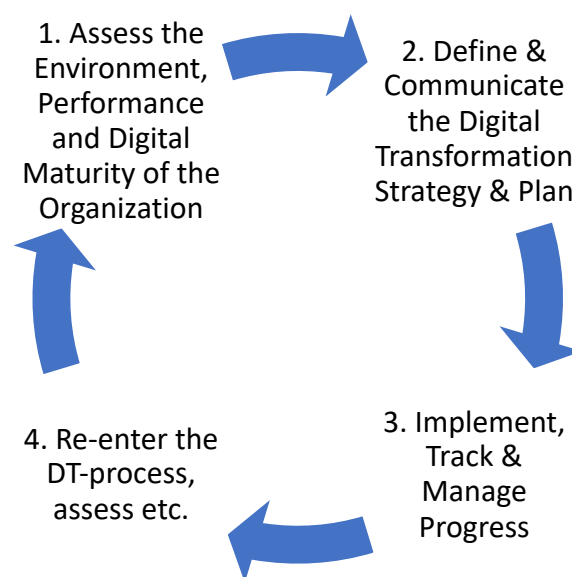 1. Assess the
Environment,
Performance
and Digital
Maturity of the
Organization
2. Define &
Communicate
the Digital
Transformation
Strategy & Plan
3. Implement,
Track &
Manage
Progress
4. Re-enter the
DT-process,
assess etc.